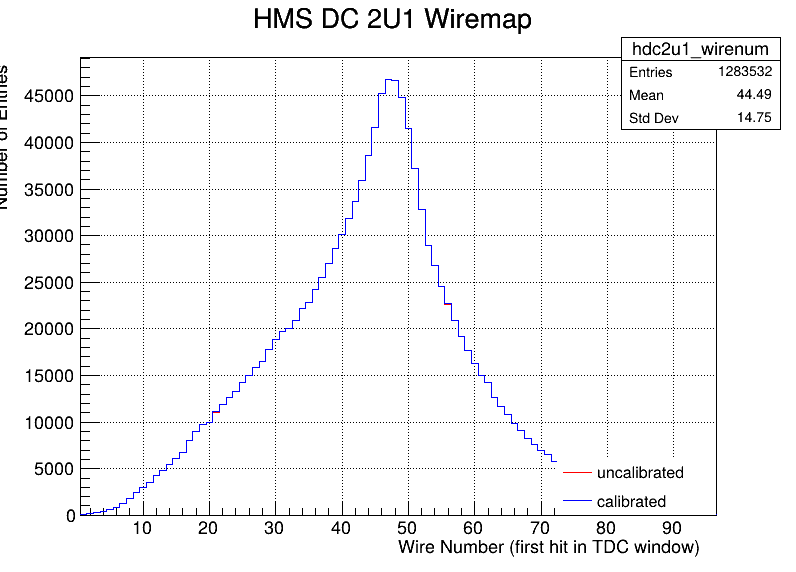 HMS DC 2U1 Wiremap
hdc2u1_wirenum
Entries 1283532
Mean 44.49
Std Dev 14.75
Number of Entries
45000
40000
35000
30000
25000
20000
15000
10000
5000
0
10 20 30 40 50 60 70 80 90
uncalibrated
calibrated
Wire Number (first hit in TDC window)